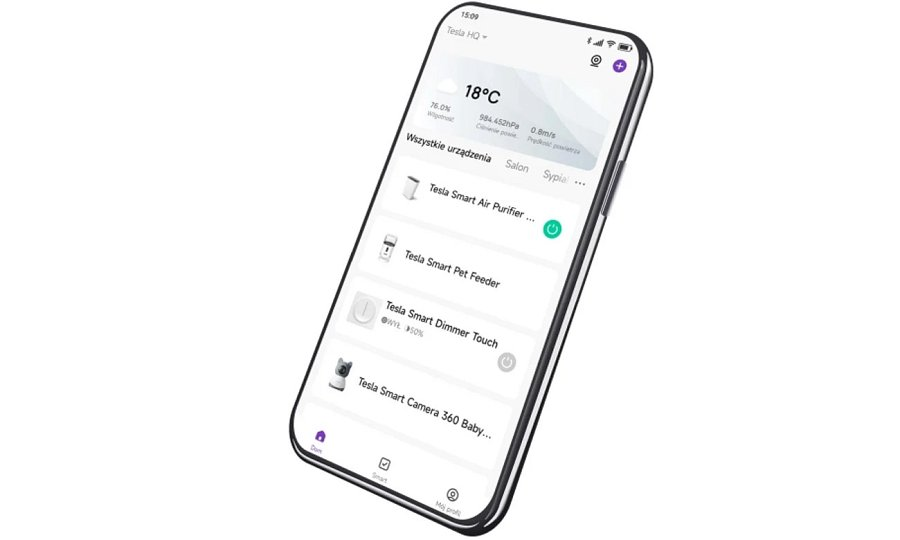 15:09
Tesla HQ
18°C
76.0%
Wilgotność
984.452hPa
Ciśnienie powie...
0.8m/s
Prędkość powietrza
Wszystkie urządzenia
Salon
Sypial
Tesla Smart Air Purifier ...
Tesla Smart Pet Feeder
Tesla Smart Dimmer Touch
WYŁ
50%
Tesla Smart Camera 360 Baby...
Dom
Smart
Mój profil